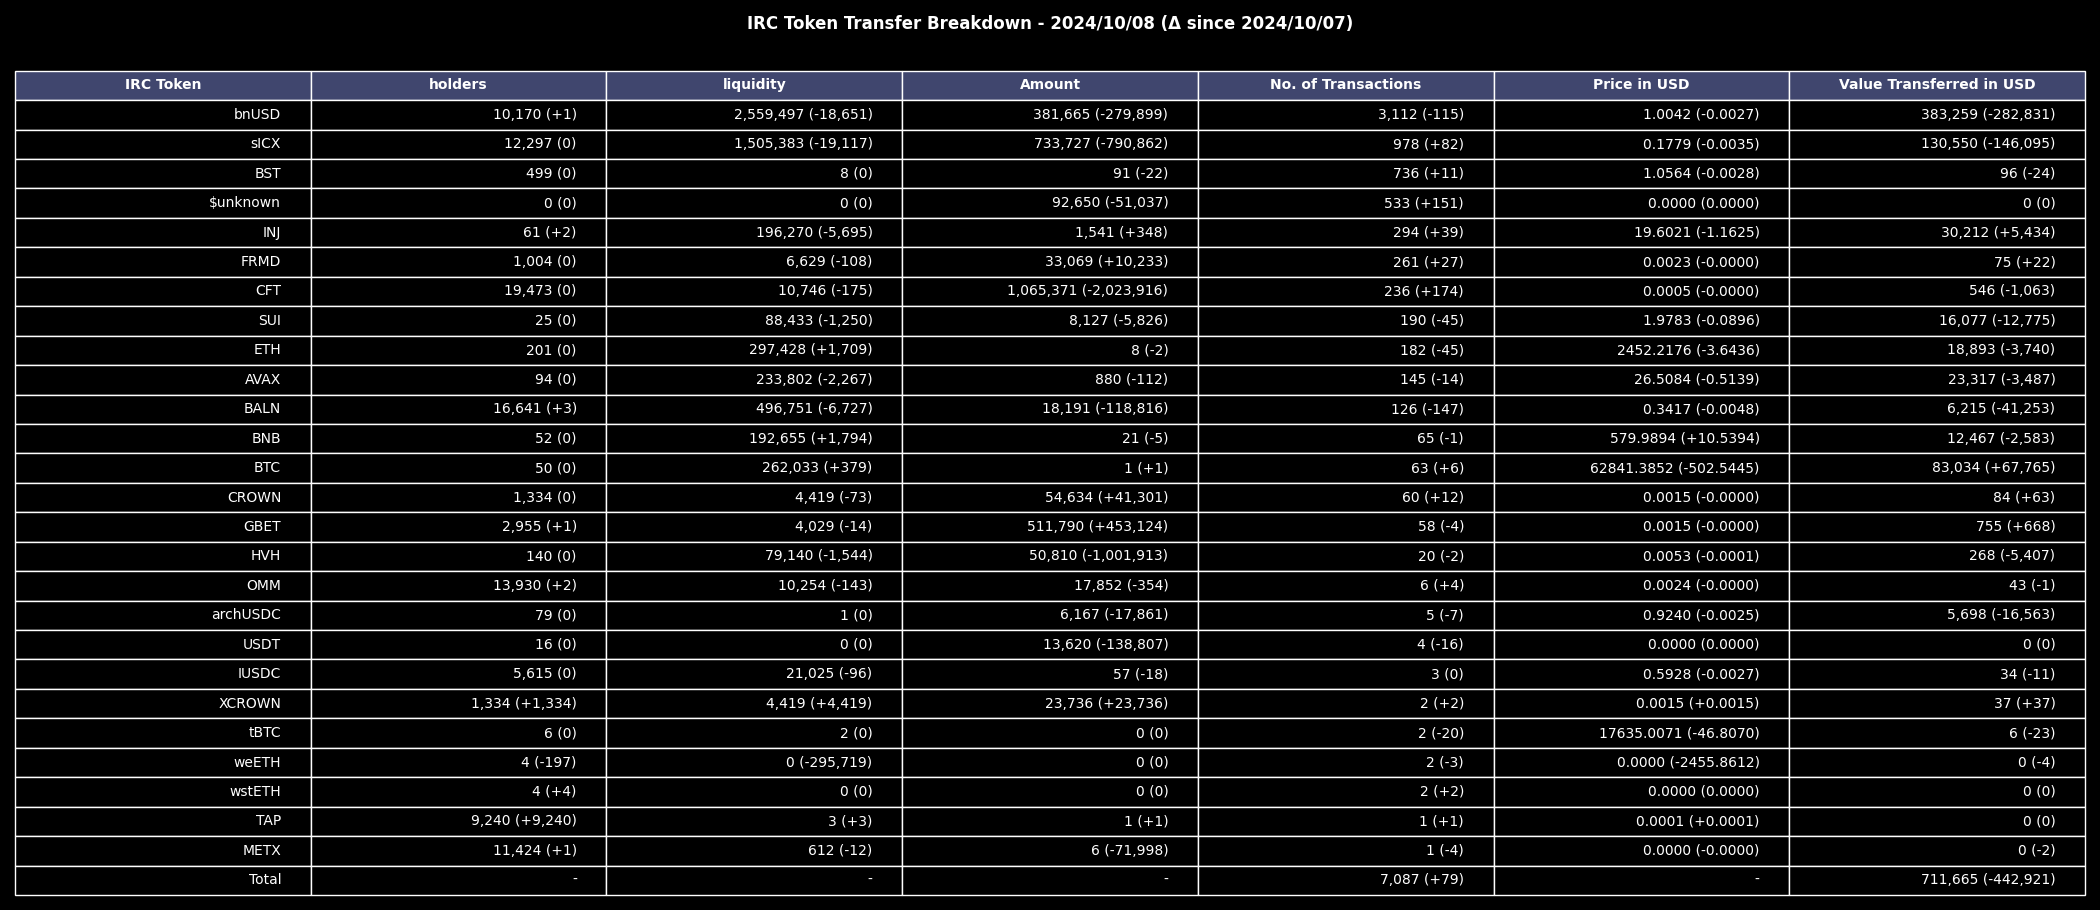 IRC Token Transfer Breakdown - 2024/10/08 (Δ since 2024/10/07)
IRC Token holders liquidity Amount No. of Transactions Price in USD Value Transferred in USD
bnUSD 10,170 (+1) 2,559,497 (-18,651) 381,665 (-279,899) 3,112 (-115) 1.0042 (-0.0027) 383,259 (-282,831)
sICX 12,297 (0) 1,505,383 (-19,117) 733,727 (-790,862) 978 (+82) 0.1779 (-0.0035) 130,550 (-146,095)
BST 499 (0) 8 (0) 91 (-22) 736 (+11) 1.0564 (-0.0028) 96 (-24)
$unknown 0 (0) 0 (0) 92,650 (-51,037) 533 (+151) 0.0000 (0.0000) 0 (0)
INJ 61 (+2) 196,270 (-5,695) 1,541 (+348) 294 (+39) 19.6021 (-1.1625) 30,212 (+5,434)
FRMD 1,004 (0) 6,629 (-108) 33,069 (+10,233) 261 (+27) 0.0023 (-0.0000) 75 (+22)
CFT 19,473 (0) 10,746 (-175) 1,065,371 (-2,023,916) 236 (+174) 0.0005 (-0.0000) 546 (-1,063)
SUI 25 (0) 88,433 (-1,250) 8,127 (-5,826) 190 (-45) 1.9783 (-0.0896) 16,077 (-12,775)
ETH 201 (0) 297,428 (+1,709) 8 (-2) 182 (-45) 2452.2176 (-3.6436) 18,893 (-3,740)
AVAX 94 (0) 233,802 (-2,267) 880 (-112) 145 (-14) 26.5084 (-0.5139) 23,317 (-3,487)
BALN 16,641 (+3) 496,751 (-6,727) 18,191 (-118,816) 126 (-147) 0.3417 (-0.0048) 6,215 (-41,253)
BNB 52 (0) 192,655 (+1,794) 21 (-5) 65 (-1) 579.9894 (+10.5394) 12,467 (-2,583)
BTC 50 (0) 262,033 (+379) 1 (+1) 63 (+6) 62841.3852 (-502.5445) 83,034 (+67,765)
CROWN 1,334 (0) 4,419 (-73) 54,634 (+41,301) 60 (+12) 0.0015 (-0.0000) 84 (+63)
GBET 2,955 (+1) 4,029 (-14) 511,790 (+453,124) 58 (-4) 0.0015 (-0.0000) 755 (+668)
HVH 140 (0) 79,140 (-1,544) 50,810 (-1,001,913) 20 (-2) 0.0053 (-0.0001) 268 (-5,407)
OMM 13,930 (+2) 10,254 (-143) 17,852 (-354) 6 (+4) 0.0024 (-0.0000) 43 (-1)
archUSDC 79 (0) 1 (0) 6,167 (-17,861) 5 (-7) 0.9240 (-0.0025) 5,698 (-16,563)
USDT 16 (0) 0 (0) 13,620 (-138,807) 4 (-16) 0.0000 (0.0000) 0 (0)
IUSDC 5,615 (0) 21,025 (-96) 57 (-18) 3 (0) 0.5928 (-0.0027) 34 (-11)
XCROWN 1,334 (+1,334) 4,419 (+4,419) 23,736 (+23,736) 2 (+2) 0.0015 (+0.0015) 37 (+37)
tBTC 6 (0) 2 (0) 0 (0) 2 (-20) 17635.0071 (-46.8070) 6 (-23)
weETH 4 (-197) 0 (-295,719) 0 (0) 2 (-3) 0.0000 (-2455.8612) 0 (-4)
wstETH 4 (+4) 0 (0) 0 (0) 2 (+2) 0.0000 (0.0000) 0 (0)
TAP 9,240 (+9,240) 3 (+3) 1 (+1) 1 (+1) 0.0001 (+0.0001) 0 (0)
METX 11,424 (+1) 612 (-12) 6 (-71,998) 1 (-4) 0.0000 (-0.0000) 0 (-2)
Total - - - 7,087 (+79) - 711,665 (-442,921)